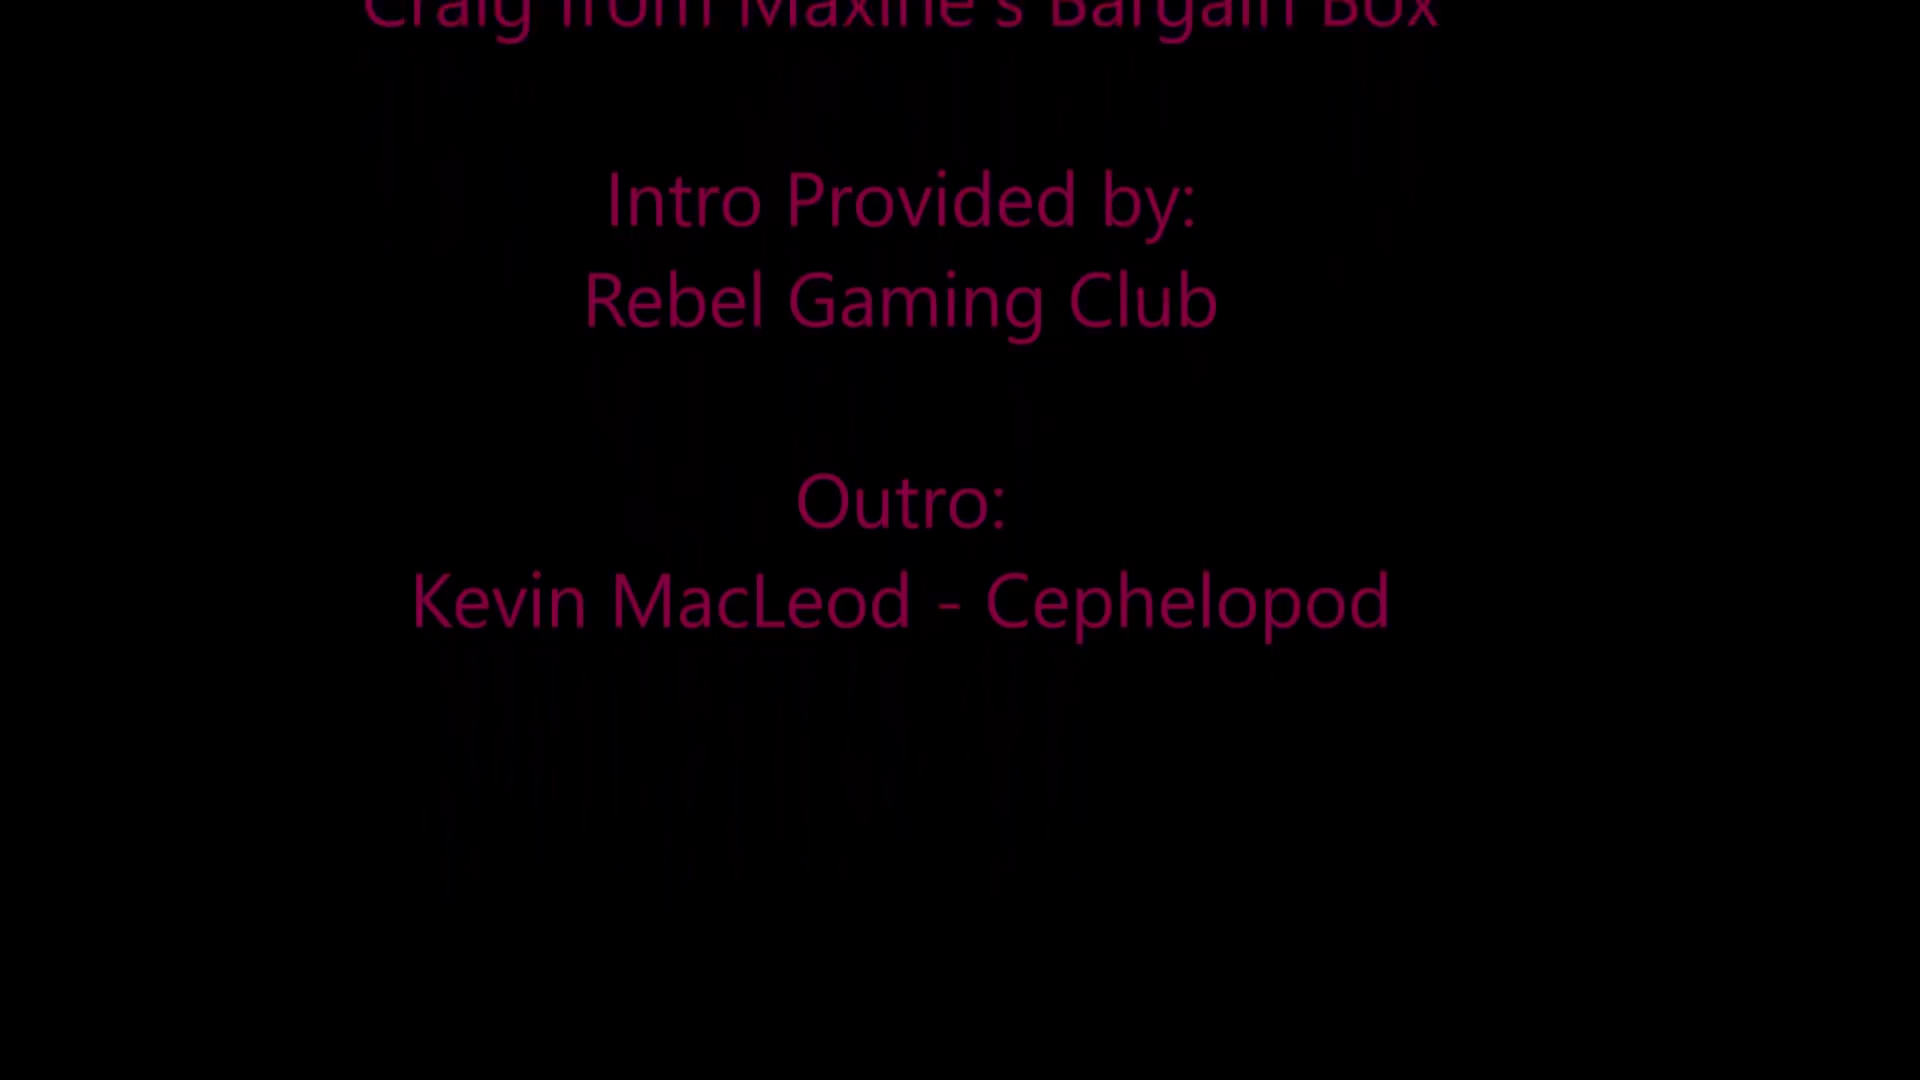 Craig from Maxine's Bargain Box
Intro Provided by:
Rebel Gaming Club
Outro:
Kevin MacLeod - Cephelopod